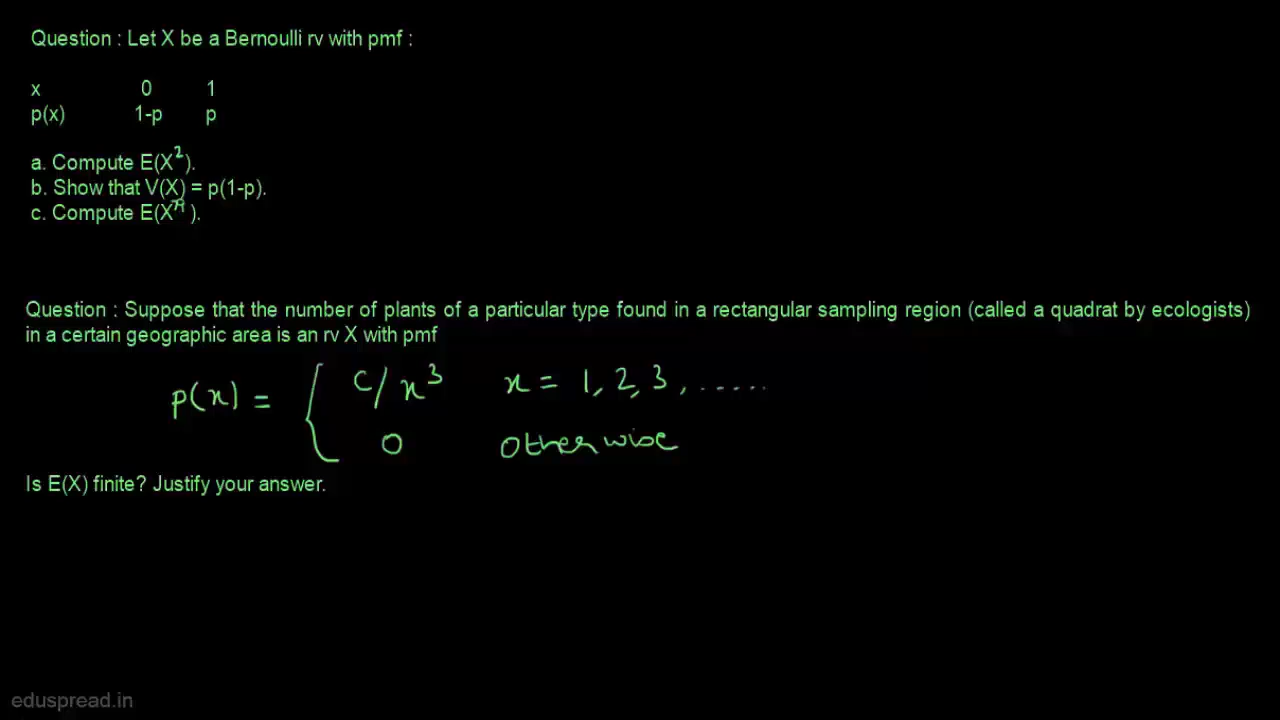 Question : Let X be a Bernoulli rv with pmf :
x 0 1
p(x) 1-p p
a. Compute E(X²).
b. Show that V(X) = p(1-p).
c. Compute E(X ).
Question : Suppose that the number of plants of a particular type found in a rectangular sampling region (called a quadrat by ecologists)
in a certain geographic area is an rv X with pmf
p(x) = { c/x³ x = 1, 2, 3, ......
0 otherwise
Is E(X) finite? Justify your answer.
eduspread.in